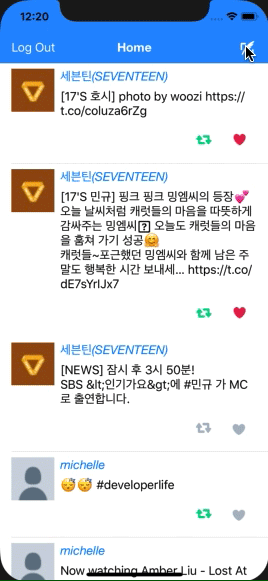 12:20
Log Out
Home
세븐틴(SEVENTEEN)
[17'S 호시] photo by woozi https://
t.co/coluza6rZg
세븐틴(SEVENTEEN)
[17'S 민규] 핑크 핑크 밍엠씨의 등장💕
오늘 날씨처럼 캐럿들의 마음을 따뜻하게
감싸주는 밍엠씨 오늘도 캐럿들의 마음
을 훔쳐 가기 성공🤗
캐럿들~포근했던 밍엠씨와 함께 남은 주
말도 행복한 시간 보내세... https://t.co/
dE7sYrIJx7
세븐틴(SEVENTEEN)
[NEWS] 잠시 후 3시 50분!
SBS &lt;인기가요&gt;에 #민규 가 MC
로 출연합니다.
michelle
😴😴 #developerlife
michelle
Now watching Amber Liu - Lost At